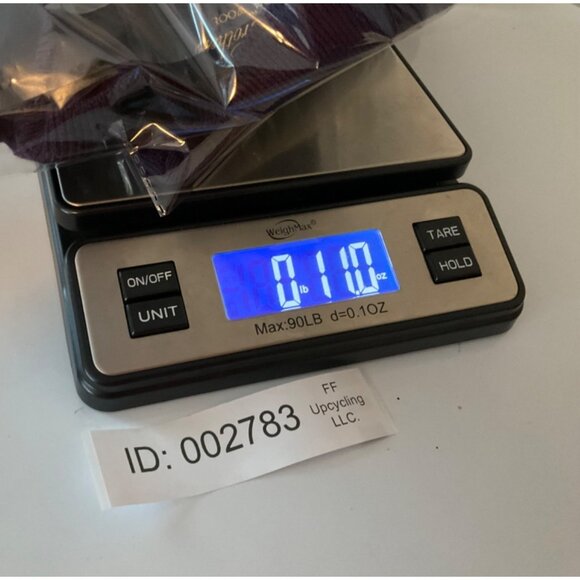 WeighMax®
ON/OFF
UNIT
0 lb 11.0 oz
TARE
HOLD
Max:90LB d=0.1OZ
ID: 002783
FF
Upcycling
LLC.